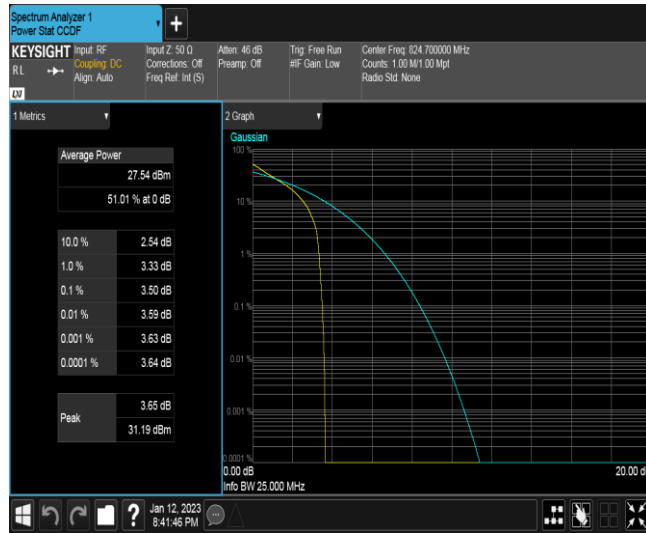 Spectrum Analyzer 1
Power Stat CCDF
+
KEYSIGHT
RL
LXI
Input: RF
Coupling: DC
Align: Auto
Input Z: 50 Ω
Corrections: Off
Freq Ref: Int (S)
Atten: 46 dB
Preamp: Off
Trig: Free Run
#IF Gain: Low
Center Freq: 824.700000 MHz
Counts: 1.00 M/1.00 Mpt
Radio Std: None
1 Metrics
Average Power
27.54 dBm
51.01 % at 0 dB
10.0 % 2.54 dB
1.0 % 3.33 dB
0.1 % 3.50 dB
0.01 % 3.59 dB
0.001 % 3.63 dB
0.0001 % 3.64 dB
Peak
3.65 dB
31.19 dBm
2 Graph
Gaussian
100 %
10 %
1 %
0.1 %
0.01 %
0.001 %
0.0001 %
0.00 dB
20.00 d
Info BW 25.000 MHz
?
Jan 12, 2023
8:41:46 PM